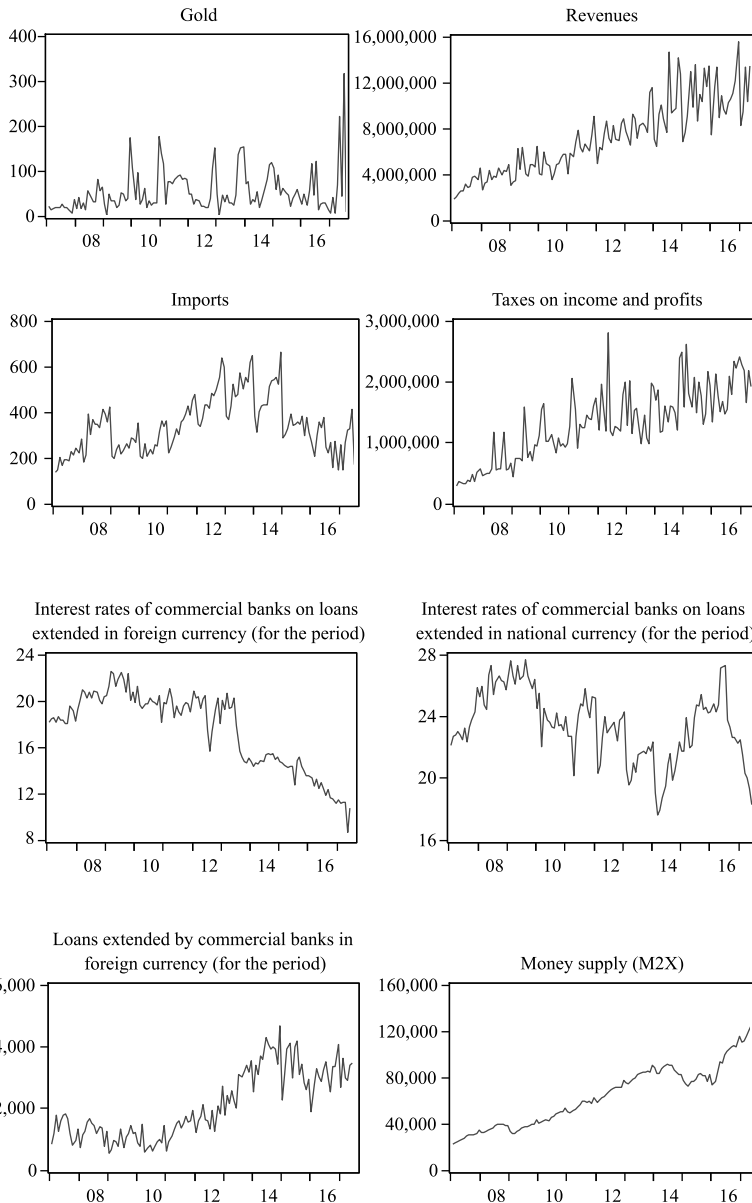 Gold
400
300
200
100
0
08 10 12 14 16
Revenues
16,000,000
12,000,000
8,000,000
4,000,000
0
08 10 12 14 16
Imports
800
600
400
200
0
08 10 12 14 16
Taxes on income and profits
3,000,000
2,000,000
1,000,000
0
08 10 12 14 16
Interest rates of commercial banks on loans
extended in foreign currency (for the period)
24
20
16
12
8
08 10 12 14 16
Interest rates of commercial banks on loans
extended in national currency (for the period)
28
24
20
16
08 10 12 14 16
Loans extended by commercial banks in
foreign currency (for the period)
,000
4,000
2,000
0
08 10 12 14 16
Money supply (M2X)
160,000
120,000
80,000
40,000
0
08 10 12 14 16